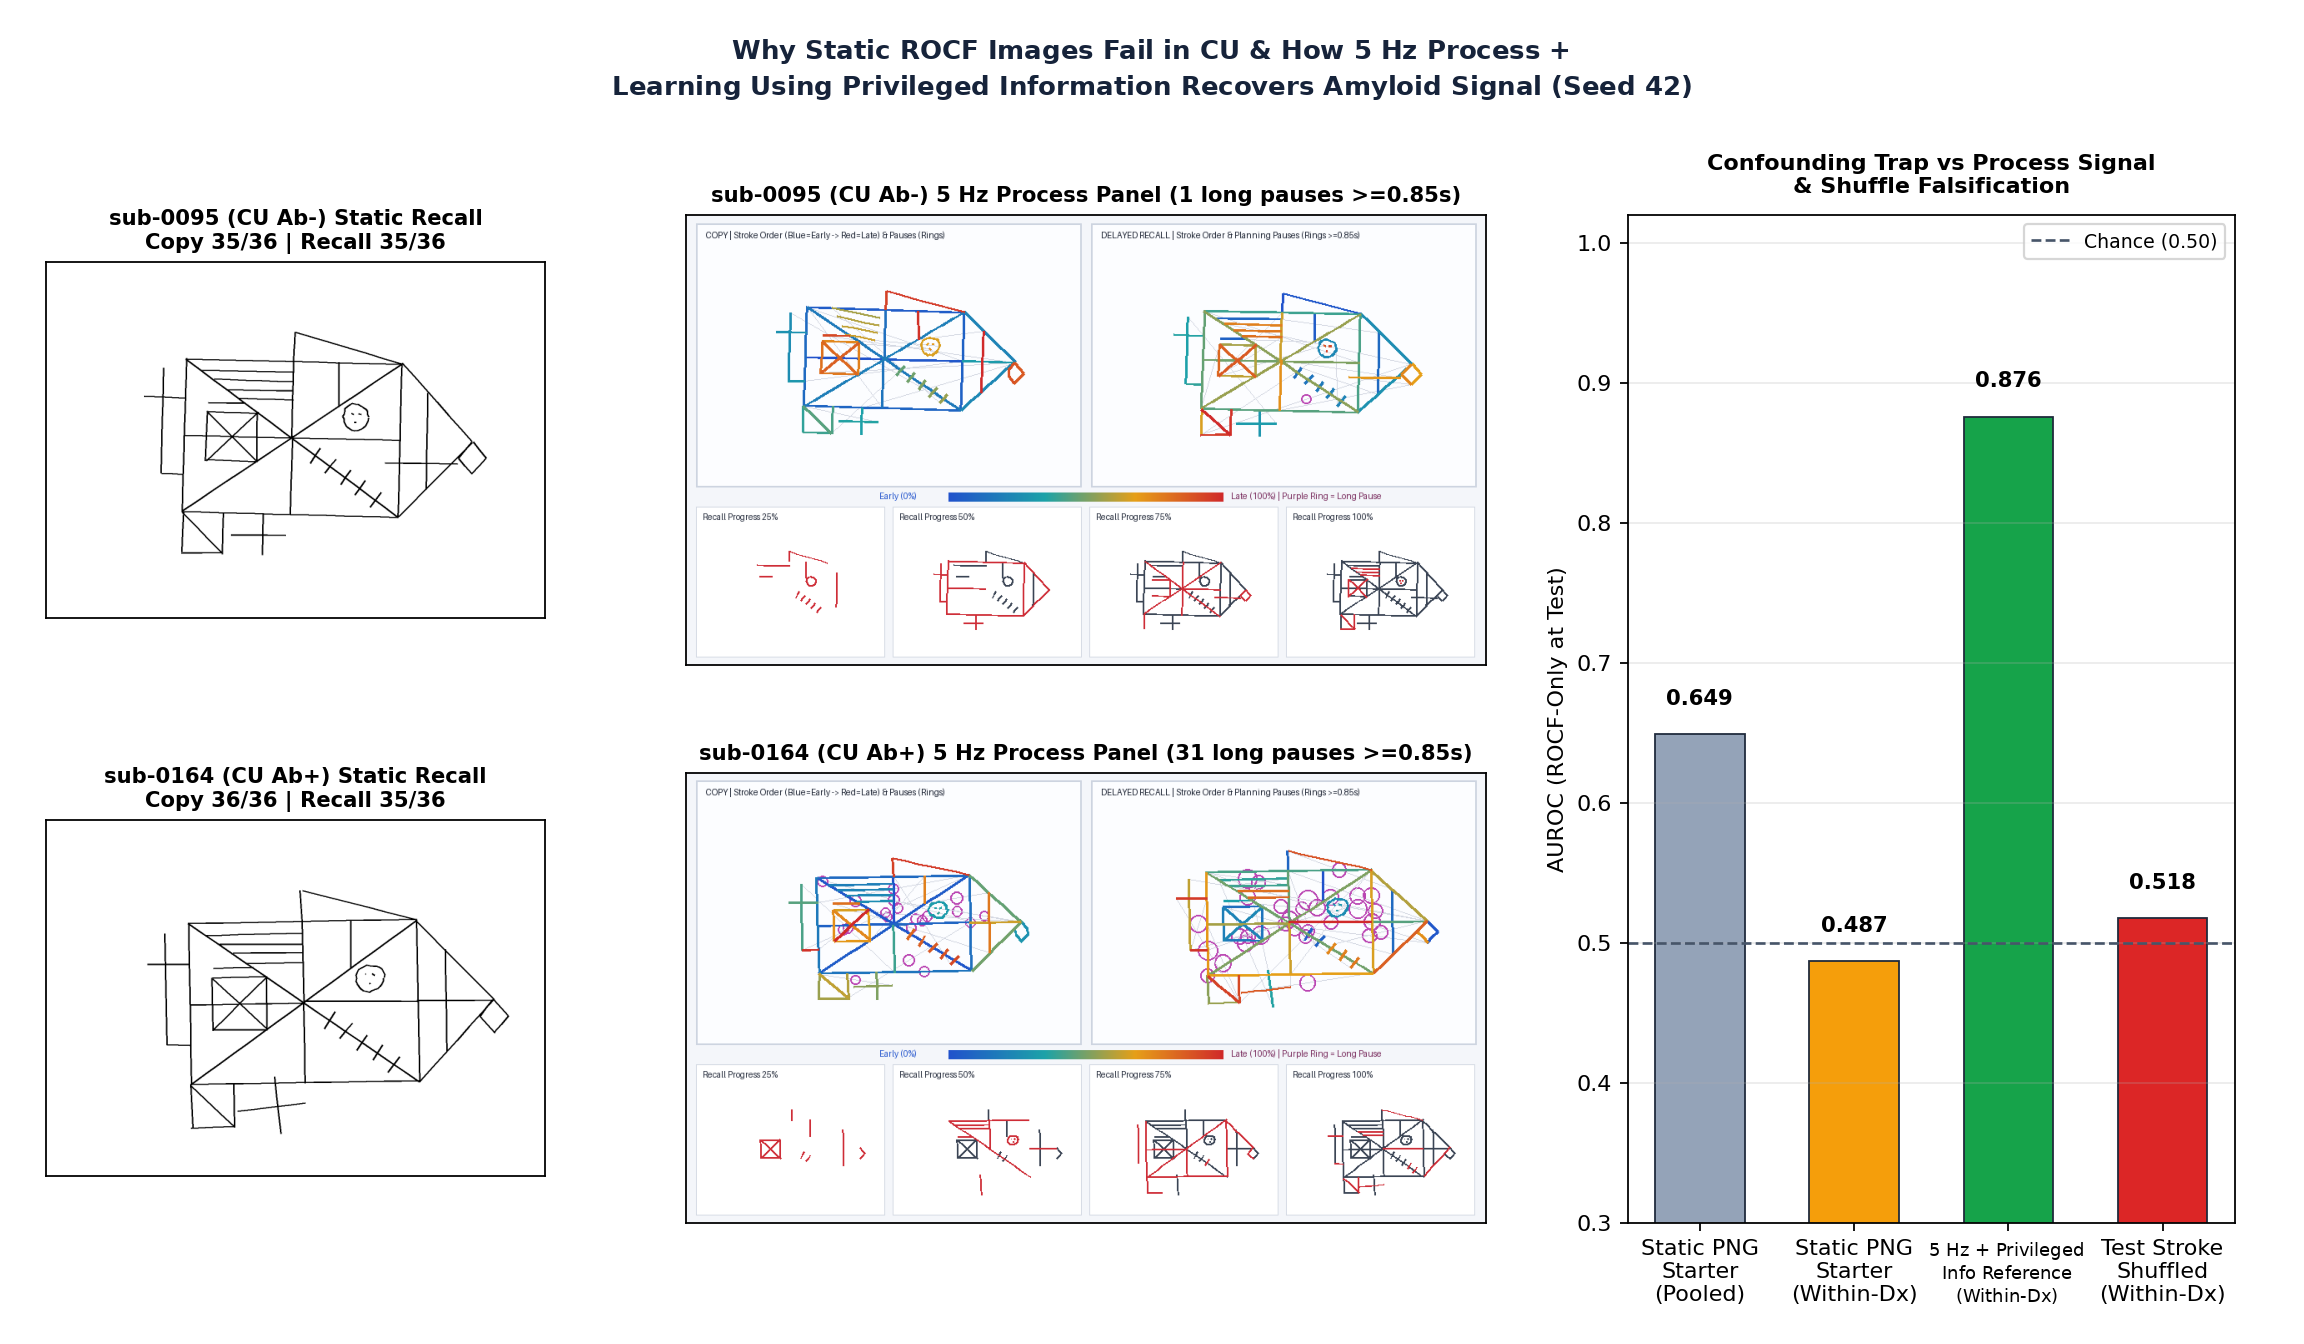 Why Static ROCF Images Fail in CU & How 5 Hz Process +
Learning Using Privileged Information Recovers Amyloid Signal (Seed 42)
sub-0095 (CU Ab-) Static Recall
Copy 35/36 | Recall 35/36
sub-0095 (CU Ab-) 5 Hz Process Panel (1 long pauses >=0.85s)
COPY | Stroke Order (Blue=Early -> Red=Late) & Pauses (Rings)
DELAYED RECALL | Stroke Order & Planning Pauses (Rings >=0.85s)
Early (0%)
Late (100%) | Purple Ring = Long Pause
Recall Progress 25%
Recall Progress 50%
Recall Progress 75%
Recall Progress 100%
sub-0164 (CU Ab+) Static Recall
Copy 36/36 | Recall 35/36
sub-0164 (CU Ab+) 5 Hz Process Panel (31 long pauses >=0.85s)
COPY | Stroke Order (Blue=Early -> Red=Late) & Pauses (Rings)
DELAYED RECALL | Stroke Order & Planning Pauses (Rings >=0.85s)
Early (0%)
Late (100%) | Purple Ring = Long Pause
Recall Progress 25%
Recall Progress 50%
Recall Progress 75%
Recall Progress 100%
Confounding Trap vs Process Signal
& Shuffle Falsification
Chance (0.50)
AUROC (ROCF-Only at Test)
1.0
0.9
0.8
0.7
0.6
0.5
0.4
0.3
0.649
0.487
0.876
0.518
Static PNG
Starter
(Pooled)
Static PNG
Starter
(Within-Dx)
5 Hz + Privileged
Info Reference
(Within-Dx)
Test Stroke
Shuffled
(Within-Dx)